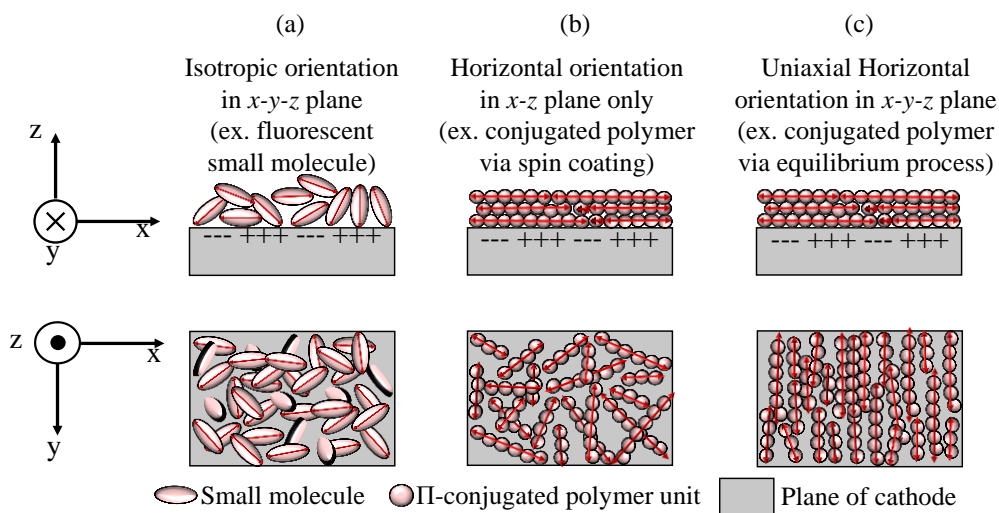 (a)
Isotropic orientation
in x-y-z plane
(ex. fluorescent
small molecule)
(b)
Horizontal orientation
in x-z plane only
(ex. conjugated polymer
via spin coating)
(c)
Uniaxial Horizontal
orientation in x-y-z plane
(ex. conjugated polymer
via equilibrium process)
z
x
y
--- +++ --- +++
--- +++ --- +++
--- +++ --- +++
z
x
y
Small molecule
Π-conjugated polymer unit
Plane of cathode